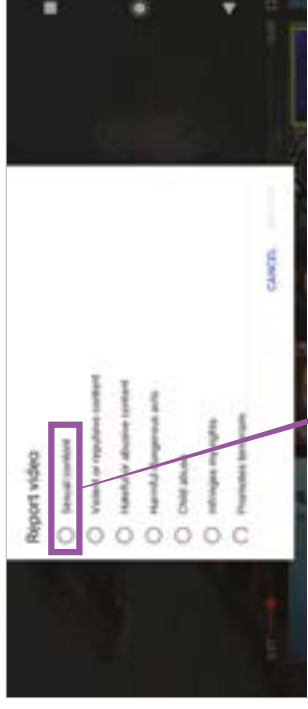 Report video
Sexual content
Violent or repulsive content
Hateful or abusive content
Harmful dangerous acts
Child abuse
Infringes my rights
Promotes terrorism
CANCEL